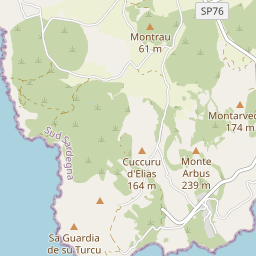 SP76
Montrau
61 m
Montarved
174 m
Sud Sardegna
Cuccuru
d'Elias
164 m
Monte
Arbus
239 m
Sa Guardia
de su Turcu